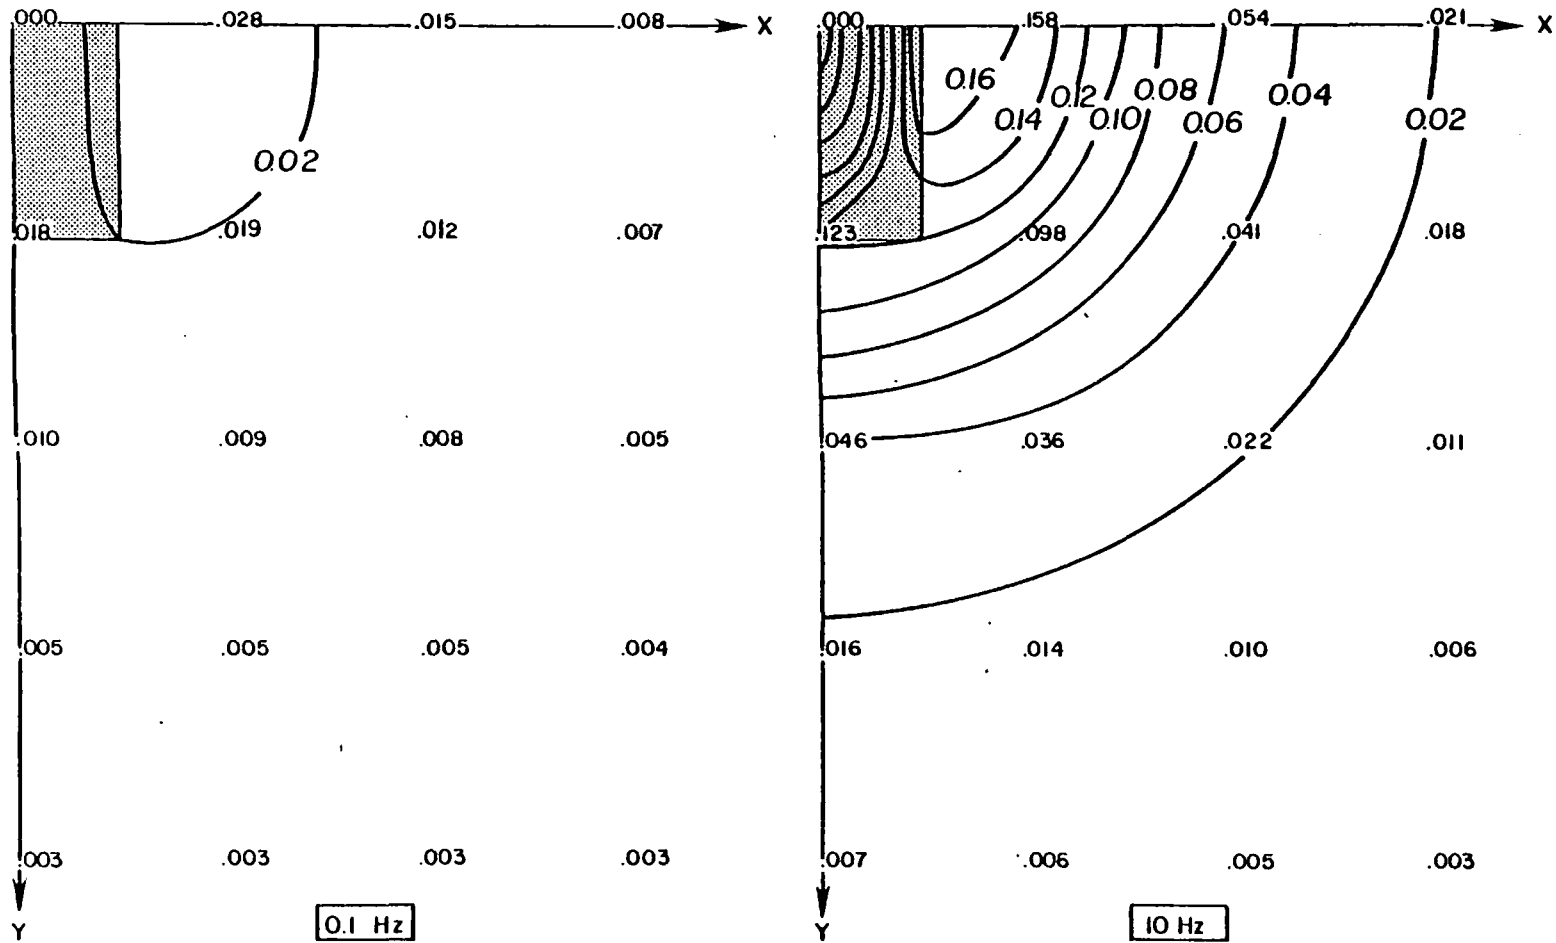 .000 .028 .015 .008 X
0.02
.018 .019 .012 .007
.010 .009 .008 .005
.005 .005 .005 .004
.003 .003 .003 .003
Y 0.1 Hz
.000 .158 .054 .021 X
0.16 0.14 0.12 0.10 0.08 0.06 0.04 0.02
.123 .098 .041 .018
.046 .036 .022 .011
.016 .014 .010 .006
.007 .006 .005 .003
Y 10 Hz